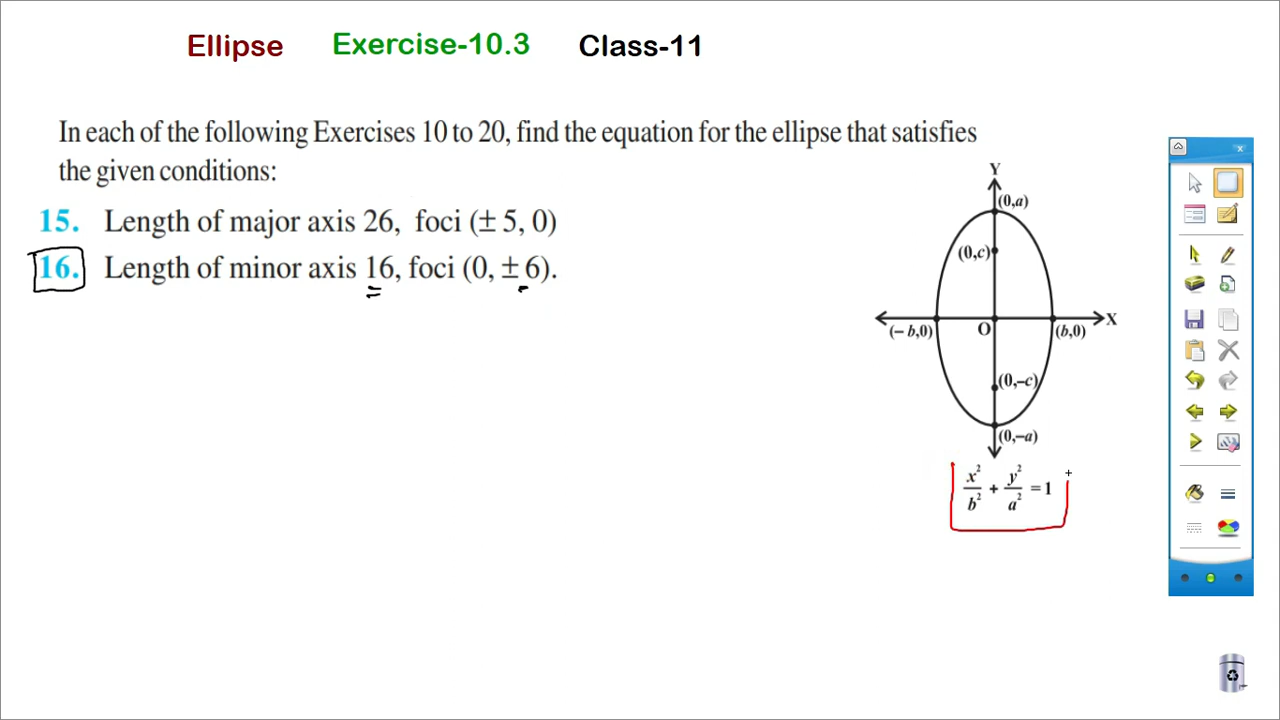 Ellipse Exercise-10.3 Class-11
In each of the following Exercises 10 to 20, find the equation for the ellipse that satisfies
the given conditions:
15. Length of major axis 26, foci (± 5, 0)
16. Length of minor axis 16, foci (0, ± 6).
Y
(0,a)
(0,c)
X
(– b,0) O (b,0)
(0,–c)
(0,–a)
x²/b² + y²/a² = 1